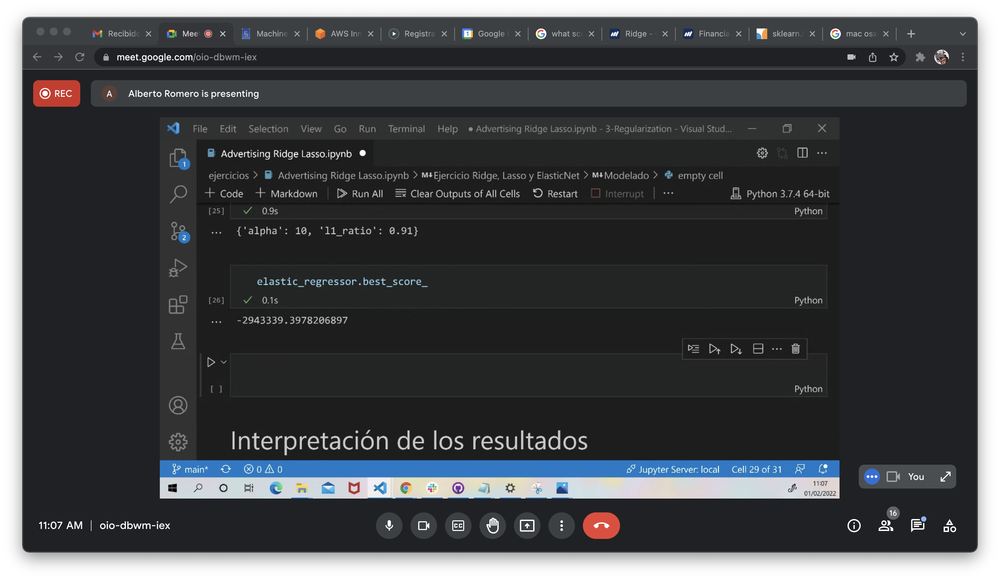 Recibido
Mee
Machine
AWS Inn
Registra
Google
what sc
Ridge -
Financia
sklearn.
mac osx
meet.google.com/oio-dbwm-iex
REC
A
Alberto Romero is presenting
File Edit Selection View Go Run Terminal Help
● Advertising Ridge Lasso.ipynb - 3-Regularization - Visual Stud...
1
Advertising Ridge Lasso.ipynb
ejercicios > Advertising Ridge Lasso.ipynb > M↓Ejercicio Ridge, Lasso y ElasticNet > M↓Modelado > empty cell
+ Code + Markdown Run All Clear Outputs of All Cells Restart Interrupt ... Python 3.7.4 64-bit
[25] ✓ 0.9s Python
... {'alpha': 10, 'l1_ratio': 0.91}
2
elastic_regressor.best_score_
[26] ✓ 0.1s Python
... -2943339.3978206897
[ ] Python
Interpretación de los resultados
main* 0 0 Jupyter Server: local Cell 29 of 31
11:07
01/02/2022
You
11:07 AM | oio-dbwm-iex
CC
16